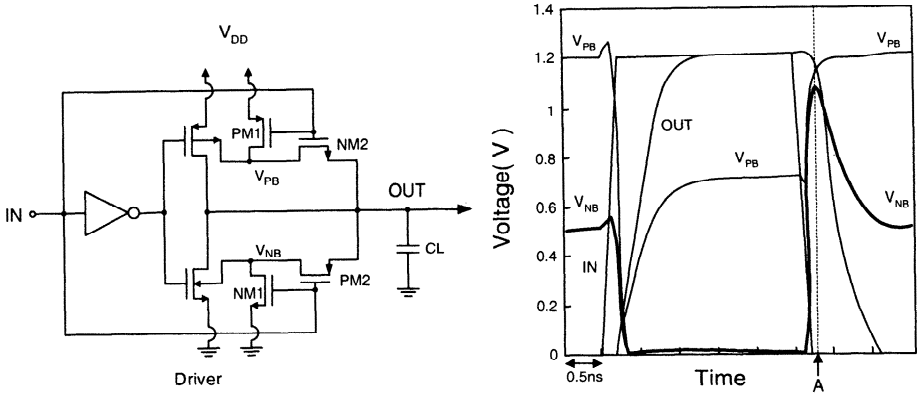 V_DD
PM1
NM2
V_PB
OUT
IN
CL
V_NB
PM2
NM1
Driver
Voltage( V )
1.4
1.2
1
0.8
0.6
0.4
0.2
0
V_PB
V_PB
OUT
V_PB
V_NB
V_NB
IN
0.5ns
Time
A